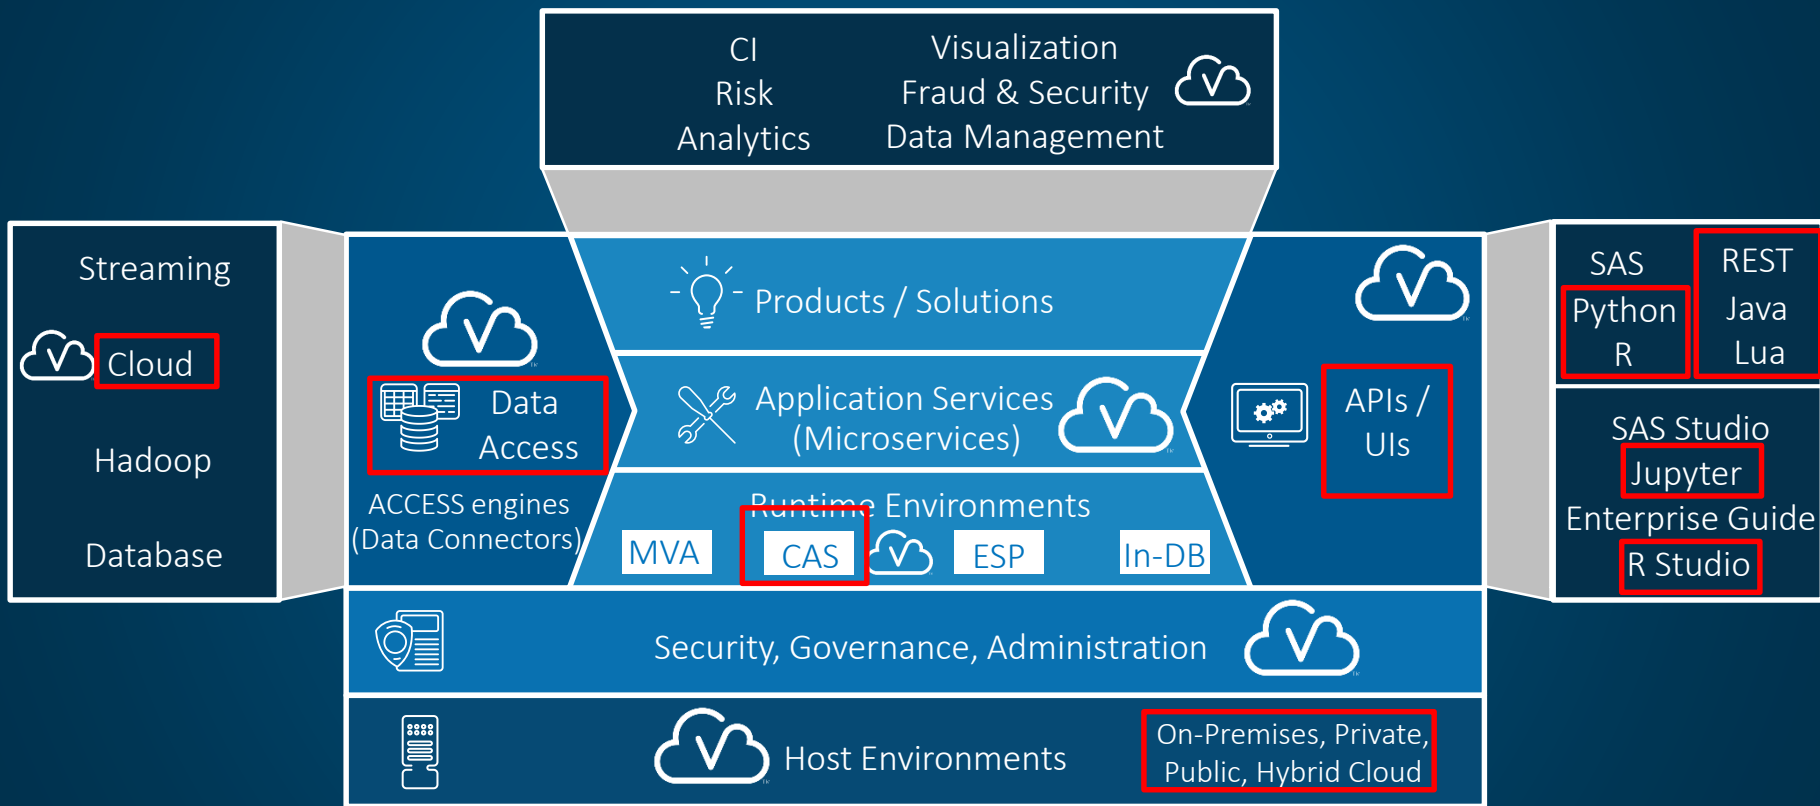 CI
Risk
Analytics
Visualization
Fraud & Security
Data Management
Streaming
Cloud
Hadoop
Database
Data
Access
ACCESS engines
(Data Connectors)
Products / Solutions
Application Services
(Microservices)
Runtime Environments
MVA
CAS
ESP
In-DB
APIs /
UIs
SAS
Python
R
REST
Java
Lua
SAS Studio
Jupyter
Enterprise Guide
R Studio
Security, Governance, Administration
Host Environments
On-Premises, Private,
Public, Hybrid Cloud